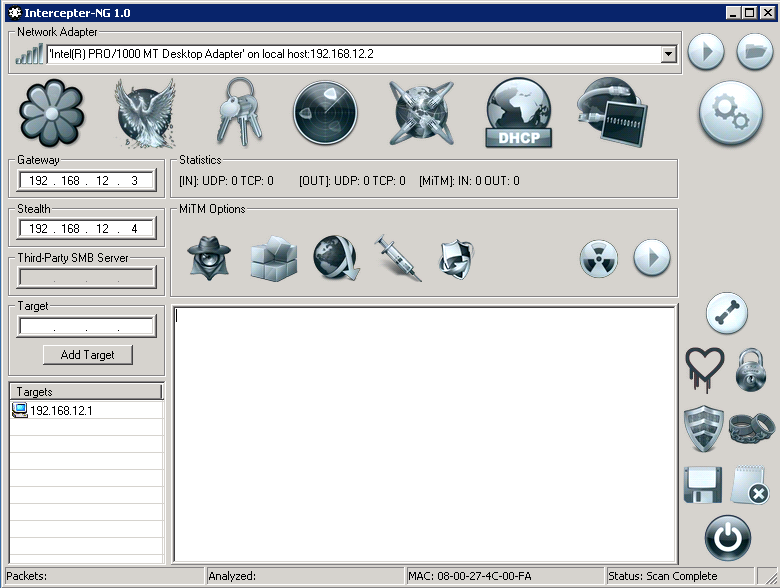 Intercepter-NG 1.0
Network Adapter
'Intel(R) PRO/1000 MT Desktop Adapter' on local host:192.168.12.2
DHCP
101100101
Gateway
192 . 168 . 12 . 3
Statistics
[IN]: UDP: 0 TCP: 0 [OUT]: UDP: 0 TCP: 0 [MiTM]: IN: 0 OUT: 0
Stealth
192 . 168 . 12 . 4
MiTM Options
Third-Party SMB Server
. . .
Target
. . .
Add Target
Targets
192.168.12.1
Packets:
Analyzed:
MAC: 08-00-27-4C-00-FA
Status: Scan Complete